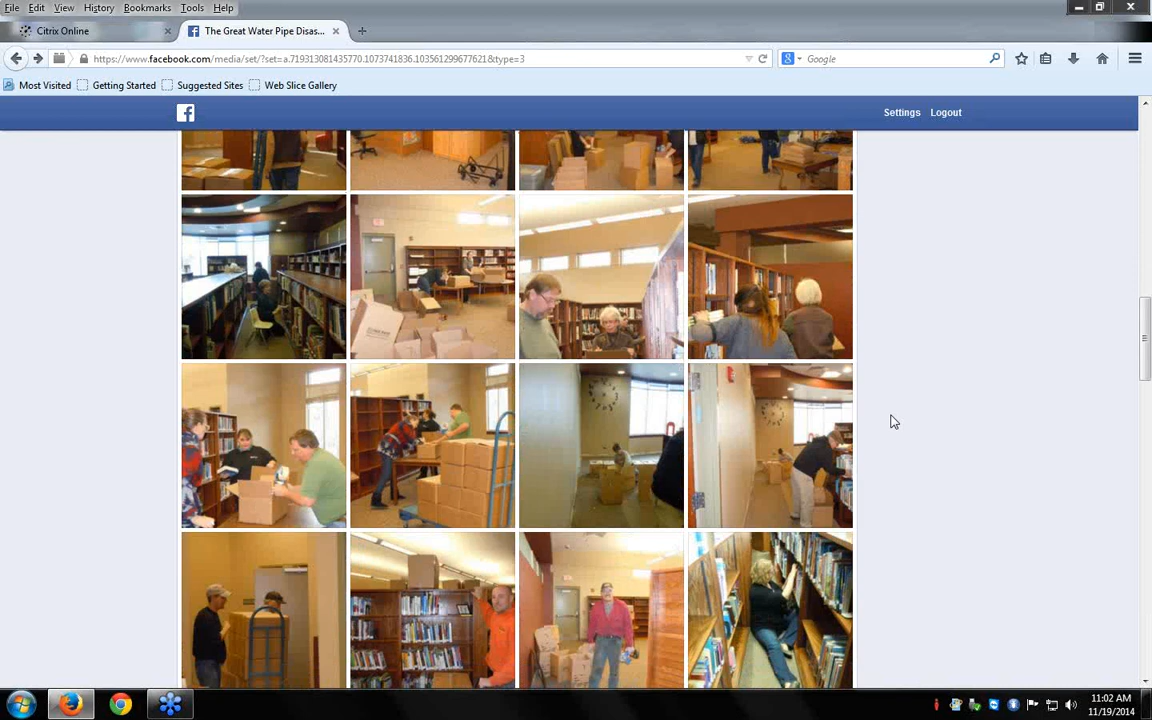 File Edit View History Bookmarks Tools Help
Citrix Online
The Great Water Pipe Disas...
https://www.facebook.com/media/set/?set=a.719313081435770.1073741836.103561299677621&type=3
Google
Most Visited Getting Started Suggested Sites Web Slice Gallery
f Settings Logout
11:02 AM
11/19/2014